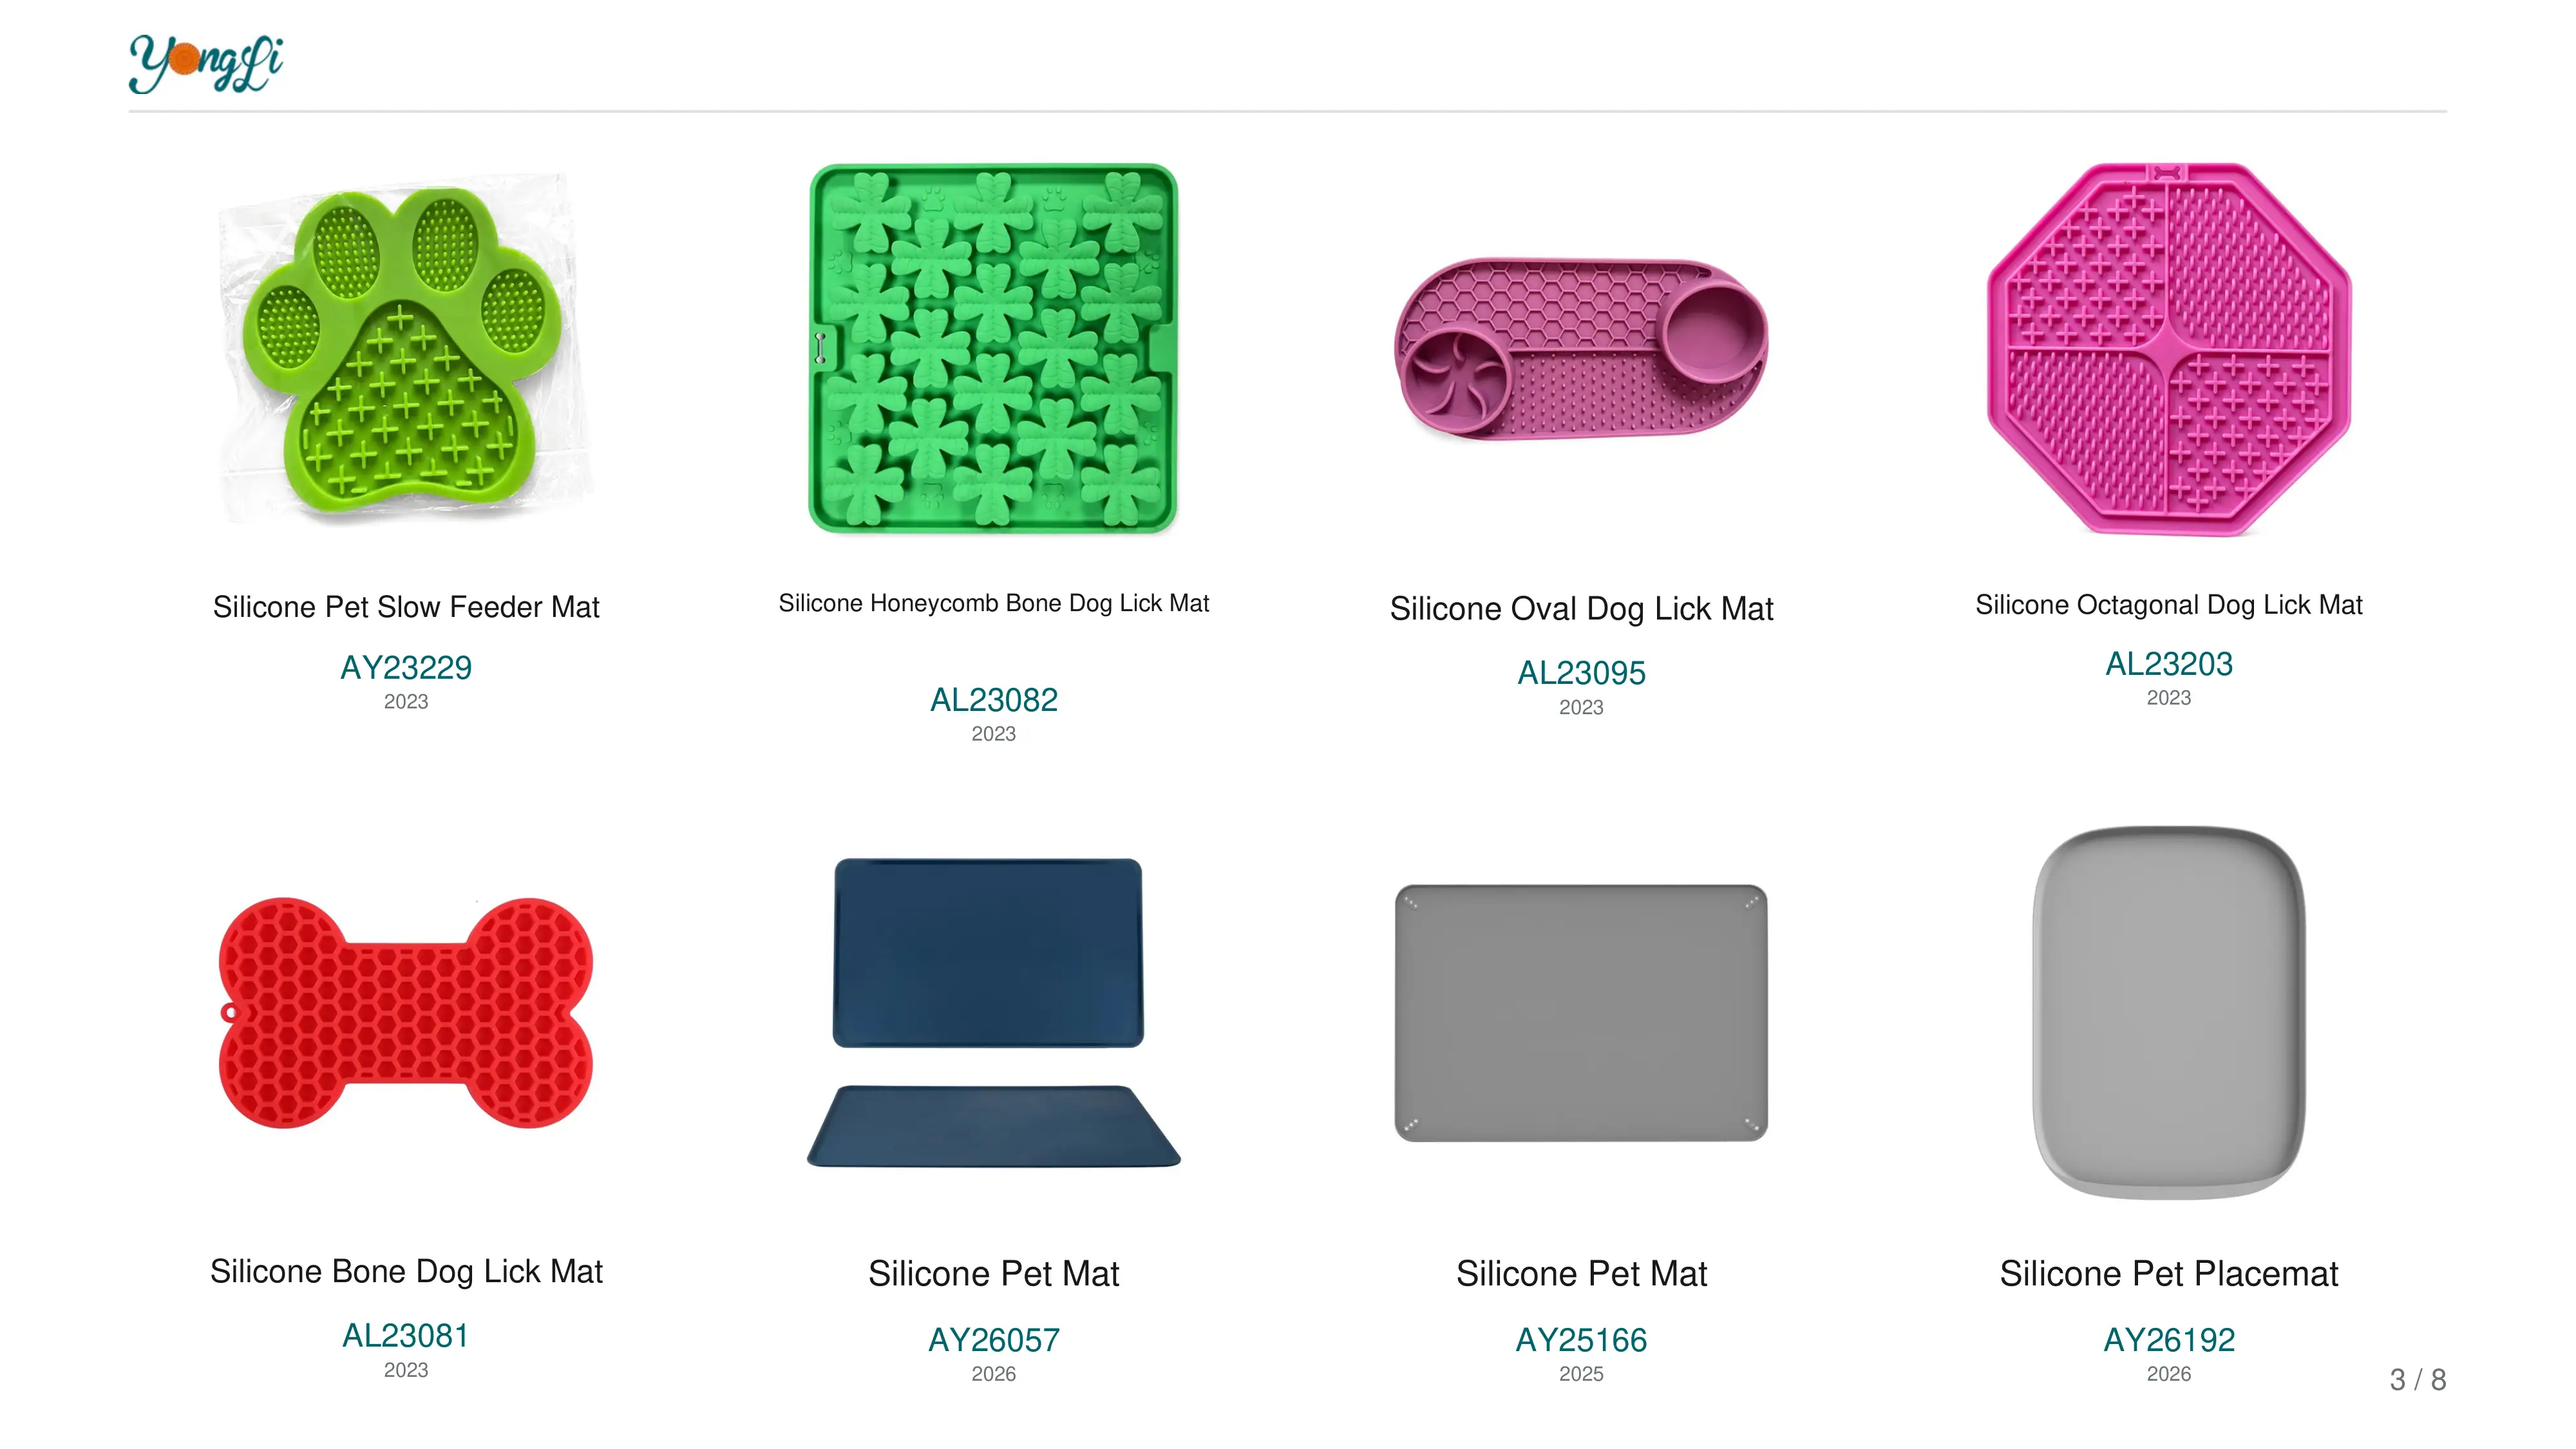 YongLi
Silicone Pet Slow Feeder Mat
AY23229
2023
Silicone Honeycomb Bone Dog Lick Mat
AL23082
2023
Silicone Oval Dog Lick Mat
AL23095
2023
Silicone Octagonal Dog Lick Mat
AL23203
2023
Silicone Bone Dog Lick Mat
AL23081
2023
Silicone Pet Mat
AY26057
2026
Silicone Pet Mat
AY25166
2025
Silicone Pet Placemat
AY26192
2026
3 / 8